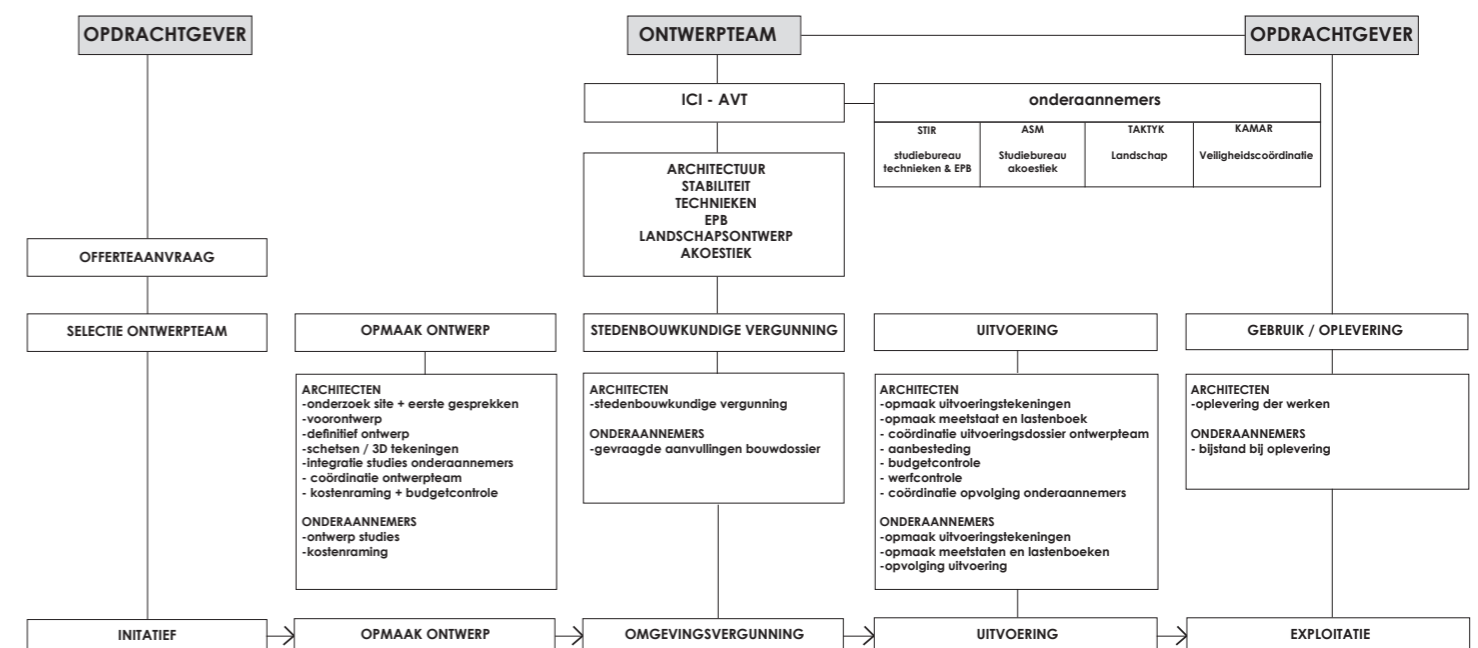 OPDRACHTGEVER
ONTWERPTEAM
OPDRACHTGEVER
ICI - AVT
onderaannemers
STIR
studiebureau
technieken & EPB
ASM
Studiebureau
akoestiek
TAKTYK
Landschap
KAMAR
Veiligheidscoördinatie
ARCHITECTUUR
STABILITEIT
TECHNIEKEN
EPB
LANDSCHAPSONTWERP
AKOESTIEK
OFFERTEAANVRAAG
SELECTIE ONTWERPTEAM
OPMAAK ONTWERP
STEDENBOUWKUNDIGE VERGUNNING
UITVOERING
GEBRUIK / OPLEVERING
ARCHITECTEN
-onderzoek site + eerste gesprekken
-voorontwerp
-definitief ontwerp
-schetsen / 3D tekeningen
-integratie studies onderaannemers
- coördinatie ontwerpteam
- kostenraming + budgetcontrole
ONDERAANNEMERS
-ontwerp studies
-kostenraming
ARCHITECTEN
-stedenbouwkundige vergunning
ONDERAANNEMERS
-gevraagde aanvullingen bouwdossier
ARCHITECTEN
-opmaak uitvoeringstekeningen
-opmaak meetstaat en lastenboek
- coördinatie uitvoeringsdossier ontwerpteam
- aanbesteding
- budgetcontrole
- werfcontrole
- coördinatie opvolging onderaannemers
ONDERAANNEMERS
-opmaak uitvoeringstekeningen
-opmaak meetstaten en lastenboeken
-opvolging uitvoering
ARCHITECTEN
-oplevering der werken
ONDERAANNEMERS
- bijstand bij oplevering
INITATIEF
OPMAAK ONTWERP
OMGEVINGSVERGUNNING
UITVOERING
EXPLOITATIE